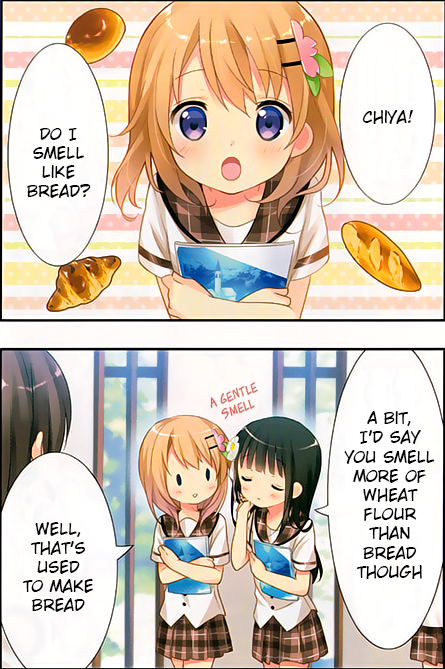 CHIYA!
DO I
SMELL
LIKE
BREAD?
A GENTLE
SMELL
A BIT,
I'D SAY
YOU SMELL
MORE OF
WHEAT
FLOUR
THAN
BREAD
THOUGH
WELL,
THAT'S
USED
TO MAKE
BREAD